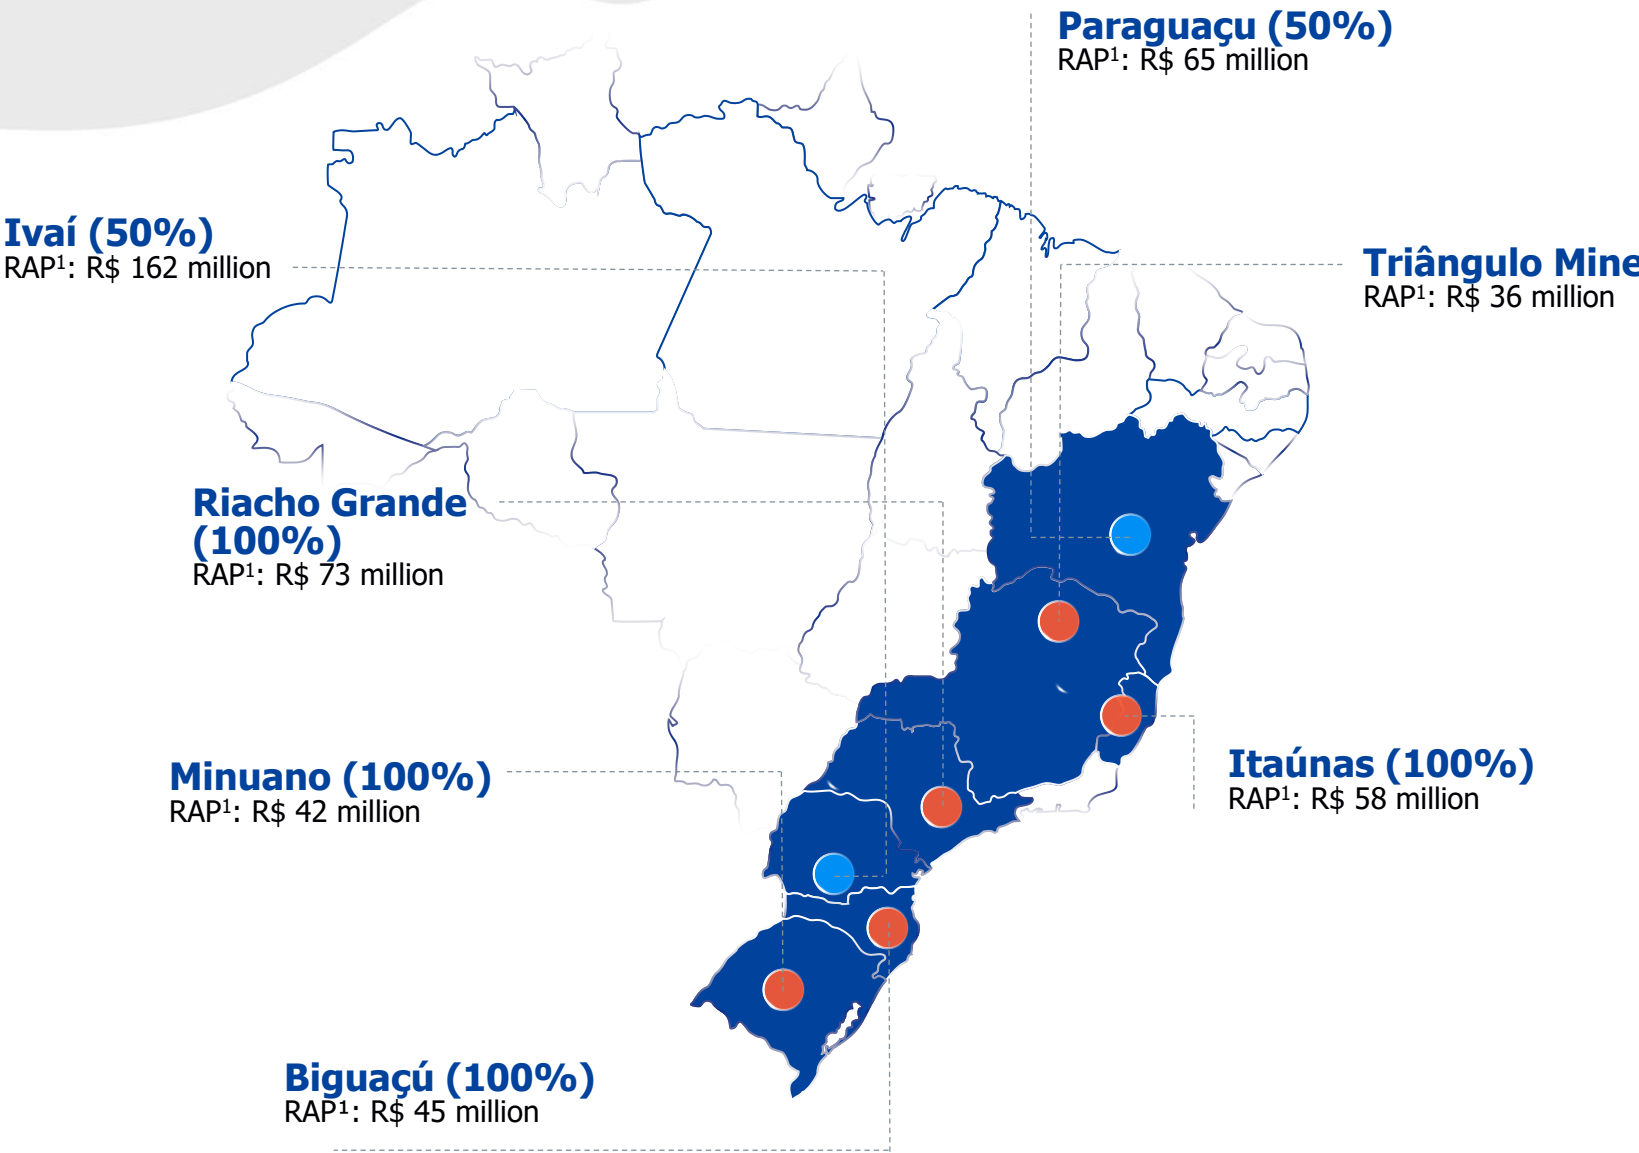 Paraguaçu (50%)
RAP¹: R$ 65 million
Ivaí (50%)
RAP¹: R$ 162 million
Triângulo
RAP¹: R$ 36 million
Riacho Grande
(100%)
RAP¹: R$ 73 million
Minuano (100%)
RAP¹: R$ 42 million
Itaúnas (100%)
RAP¹: R$ 58 million
Biguaçú (100%)
RAP¹: R$ 45 million